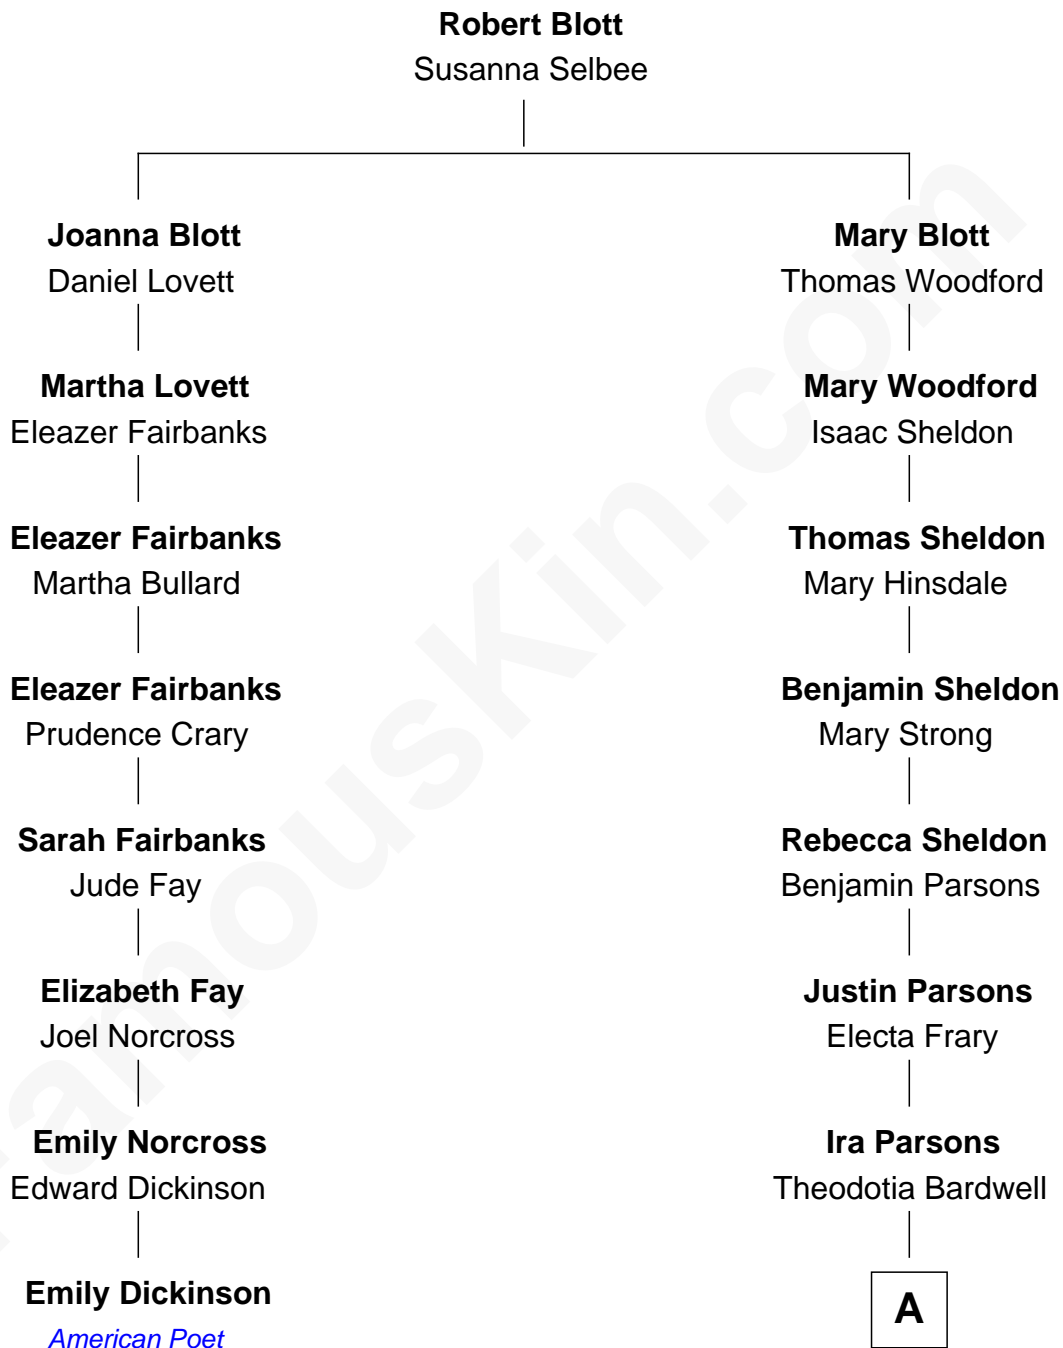 Robert Blott
Susanna Selbee
Joanna Blott
Daniel Lovett
Mary Blott
Thomas Woodford
Martha Lovett
Eleazer Fairbanks
Mary Woodford
Isaac Sheldon
Eleazer Fairbanks
Martha Bullard
Thomas Sheldon
Mary Hinsdale
Eleazer Fairbanks
Prudence Crary
Benjamin Sheldon
Mary Strong
Sarah Fairbanks
Jude Fay
Rebecca Sheldon
Benjamin Parsons
Elizabeth Fay
Joel Norcross
Justin Parsons
Electa Frary
Emily Norcross
Edward Dickinson
Ira Parsons
Theodotia Bardwell
Emily Dickinson
American Poet
A
FamousKin.com